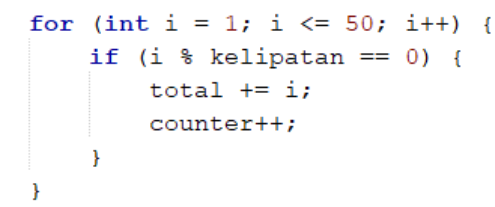 for (int i = 1; i <= 50; i++) {
    if (i % kelipatan == 0) {
        total += i;
        counter++;
    }
}